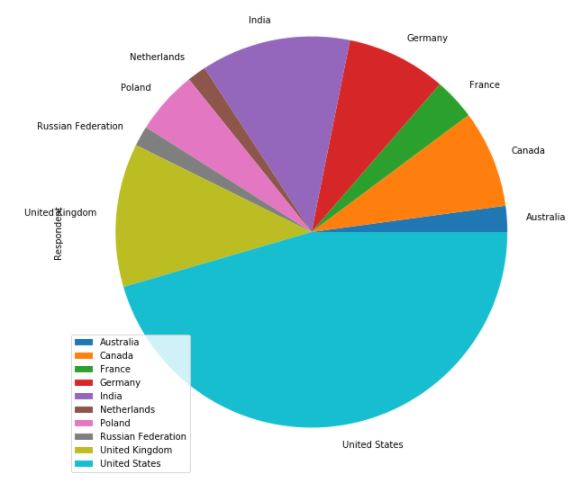 India
Germany
Netherlands
France
Poland
Russian Federation
Canada
United Kingdom
Respondent
Australia
Australia
Canada
France
Germany
India
Netherlands
Poland
Russian Federation
United Kingdom
United States
United States